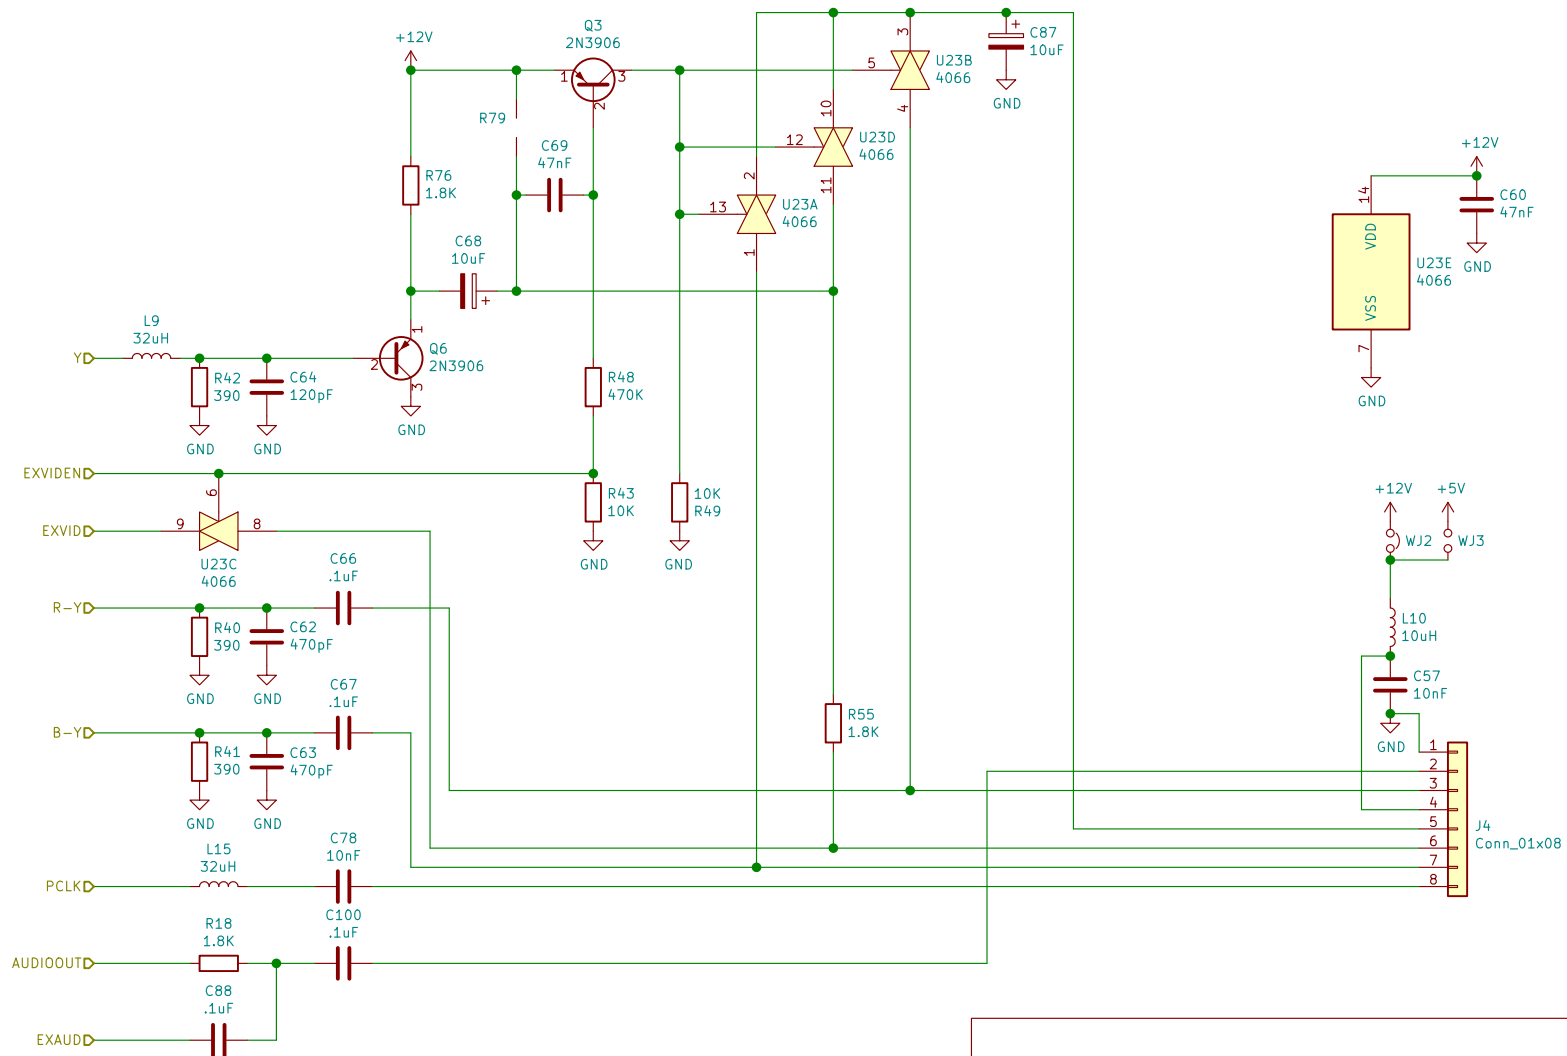 Q3
2N3906
+12V
1
3
2
R79
C69
47nF
R76
1.8K
C68
10uF
+
3
5
4
U23B
4066
+
C87
10uF
GND
10
12
11
U23D
4066
2
13
1
U23A
4066
+12V
14
VDD
VSS
7
U23E
4066
C60
47nF
GND
GND
L9
32uH
Y
R42
390
C64
120pF
GND
GND
1
2
3
Q6
2N3906
GND
R48
470K
EXVIDEN
6
EXVID
9
8
U23C
4066
R43
10K
GND
10K
R49
GND
+12V
+5V
WJ2
WJ3
L10
10uH
C57
10nF
GND
C66
.1uF
R-Y
R40
390
C62
470pF
GND
GND
C67
.1uF
B-Y
R41
390
C63
470pF
GND
GND
R55
1.8K
1
2
3
4
5
6
7
8
J4
Conn_01x08
L15
32uH
C78
10nF
PCLK
R18
1.8K
C100
.1uF
AUDIOOUT
C88
.1uF
EXAUD